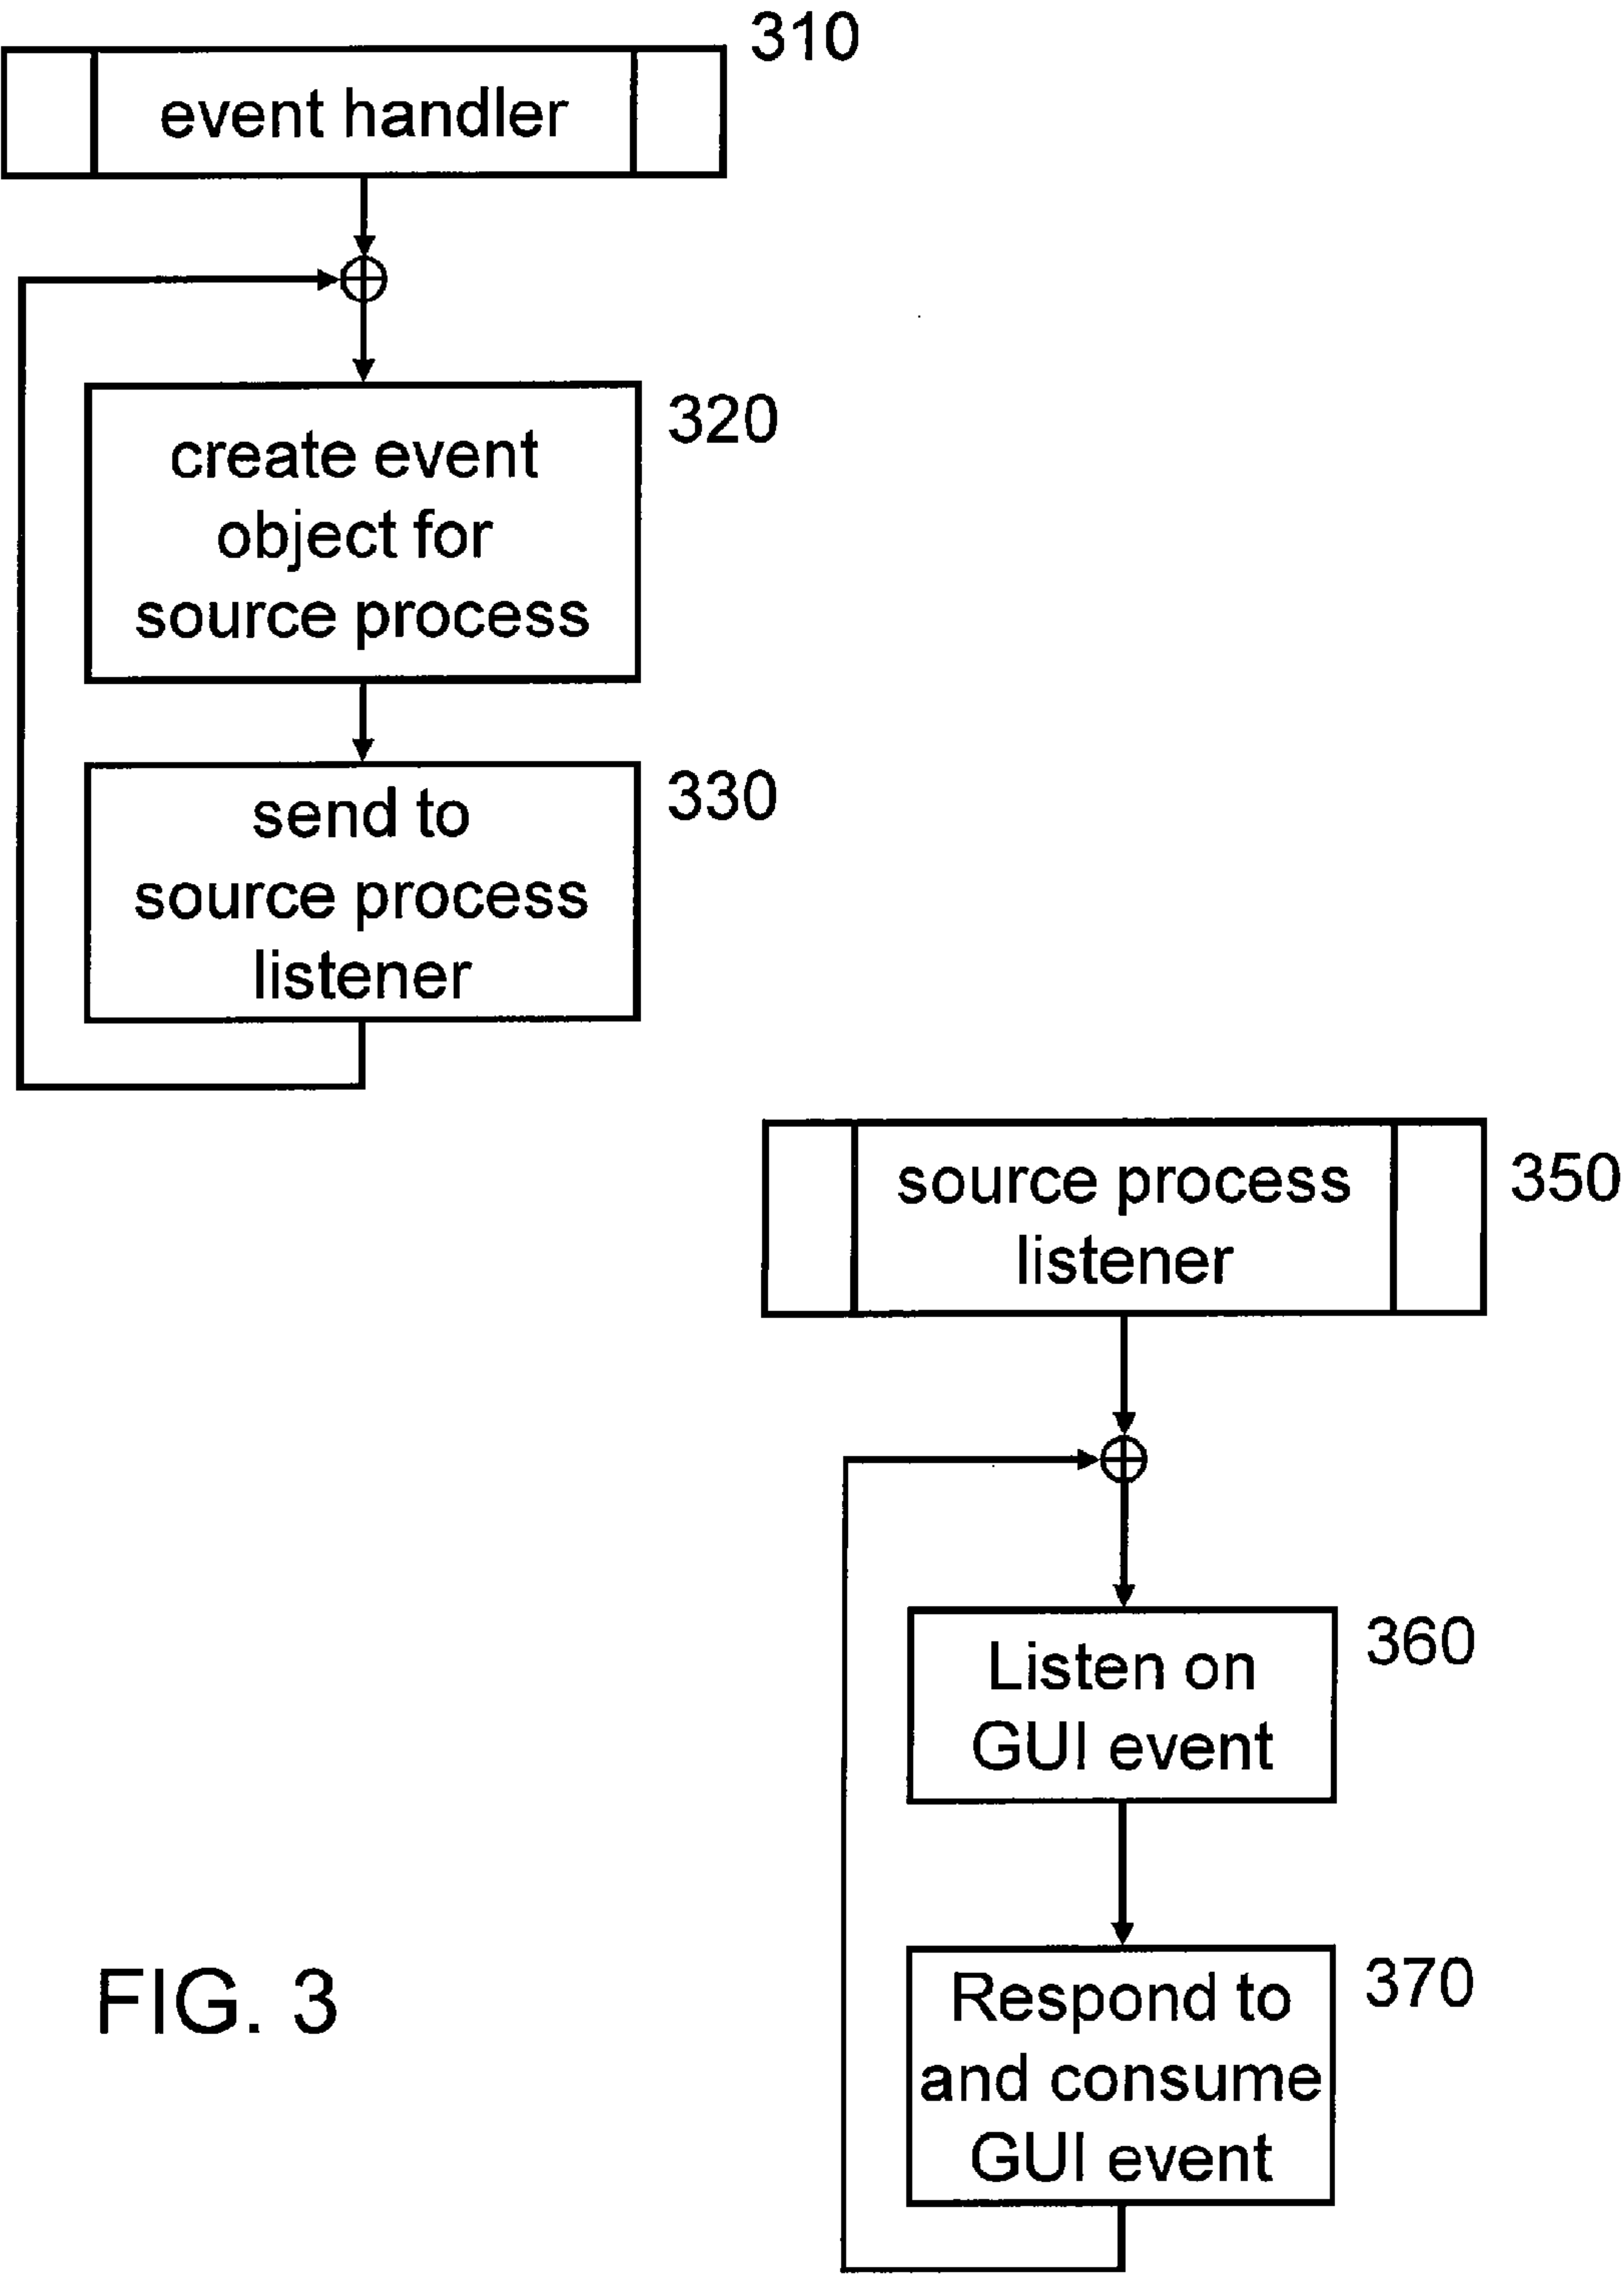 310
event handler
320
create event
object for
source process
330
send to
source process
listener
350
source process
listener
360
Listen on
GUI event
370
Respond to
and consume
GUI event
FIG. 3